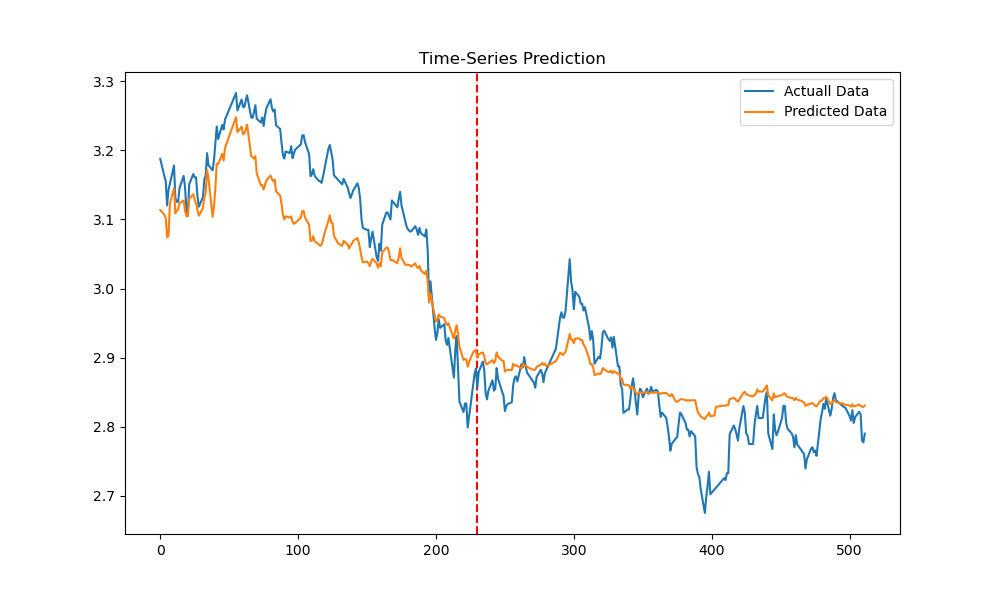 Time-Series Prediction
Actuall Data
Predicted Data
3.3
3.2
3.1
3.0
2.9
2.8
2.7
0 100 200 300 400 500